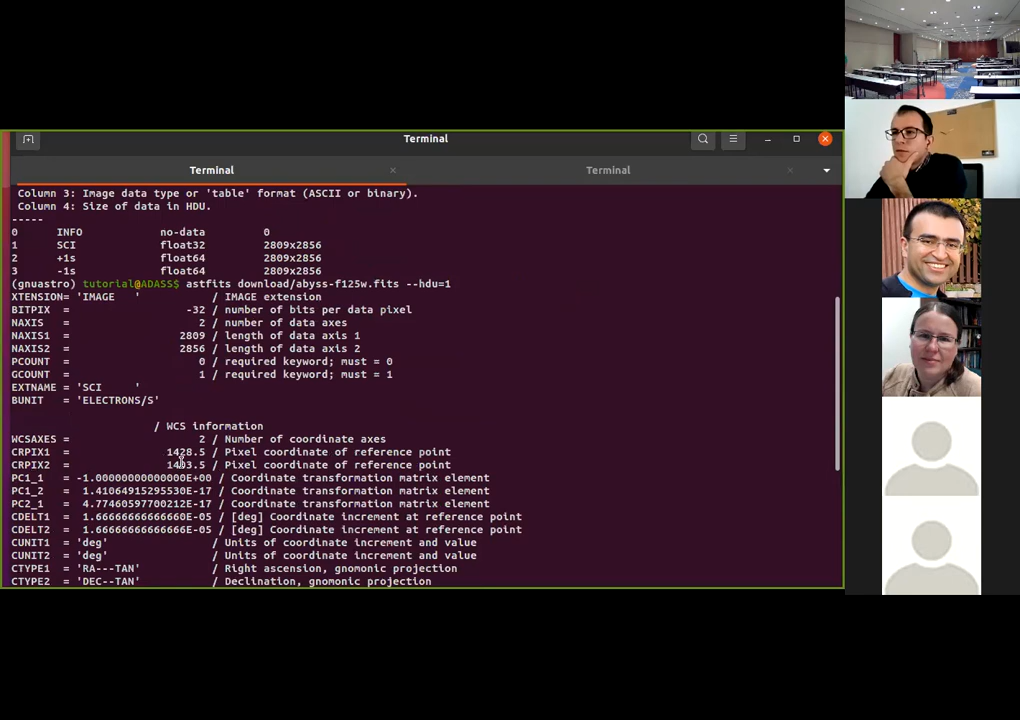 Terminal
Terminal
Terminal
Column 3: Image data type or 'table' format (ASCII or binary).
Column 4: Size of data in HDU.
-----
0 INFO no-data 0
1 SCI float32 2809x2856
2 +1s float64 2809x2856
3 -1s float64 2809x2856
(gnuastro) tutorial@ADASS$ astfits download/abyss-f125w.fits --hdu=1
XTENSION= 'IMAGE ' / IMAGE extension
BITPIX = -32 / number of bits per data pixel
NAXIS = 2 / number of data axes
NAXIS1 = 2809 / length of data axis 1
NAXIS2 = 2856 / length of data axis 2
PCOUNT = 0 / required keyword; must = 0
GCOUNT = 1 / required keyword; must = 1
EXTNAME = 'SCI '
BUNIT = 'ELECTRONS/S'
/ WCS information
WCSAXES = 2 / Number of coordinate axes
CRPIX1 = 1428.5 / Pixel coordinate of reference point
CRPIX2 = / Pixel coordinate of reference point
PC1_1 = -1.00000000000000E+00 / Coordinate transformation matrix element
PC1_2 = 1.41064915295530E-17 / Coordinate transformation matrix element
PC2_1 = 4.77460597700212E-17 / Coordinate transformation matrix element
CDELT1 = 1.66666666666660E-05 / [deg] Coordinate increment at reference point
CDELT2 = 1.66666666666666E-05 / [deg] Coordinate increment at reference point
CUNIT1 = 'deg' / Units of coordinate increment and value
CUNIT2 = 'deg' / Units of coordinate increment and value
CTYPE1 = 'RA---TAN' / Right ascension, gnomonic projection
CTYPE2 = 'DEC--TAN' / Declination, gnomonic projection